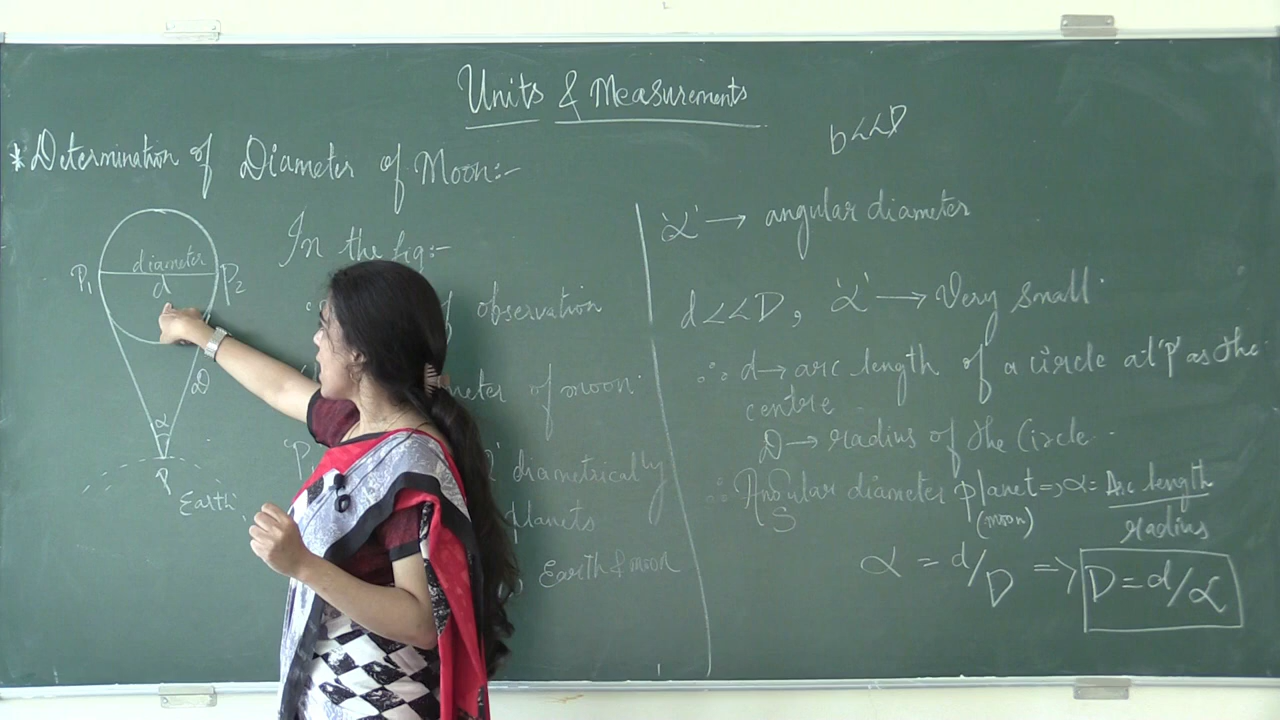 Units & Measurements
b<<D
*Determination of Diameter of Moon:-
diameter
d
P1
P2
D
α
P
Earth
In the fig:-
of observation
meter of moon
'P
diametrically
planets
Earth & moon
'α' → angular diameter
d<<D, 'α' → Very small
∴ d → arc length of a circle at 'P' as the
centre
D → radius of the Circle
∴ Angular diameter planet => α = Arc length
S (moon) radius
α = d/D => D = d/α